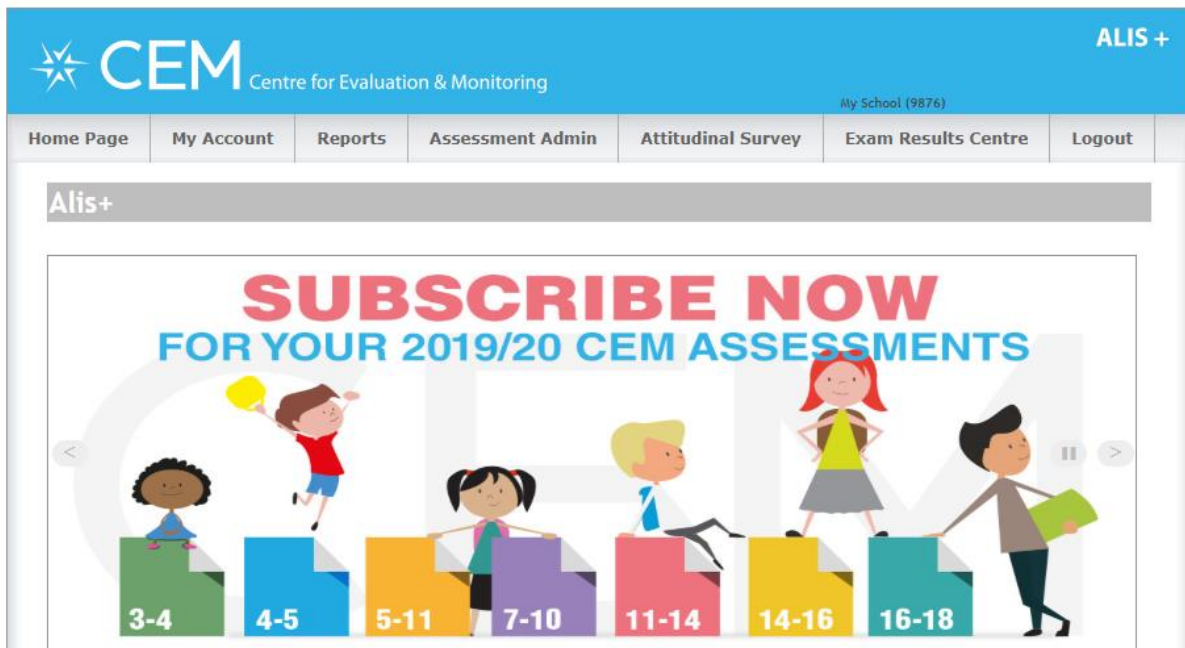 ALIS +
CEM Centre for Evaluation & Monitoring
My School (9876)
Home Page My Account Reports Assessment Admin Attitudinal Survey Exam Results Centre Logout
Alis+
SUBSCRIBE NOW
FOR YOUR 2019/20 CEM ASSESSMENTS
CEM
< >
3-4 4-5 5-11 7-10 11-14 14-16 16-18